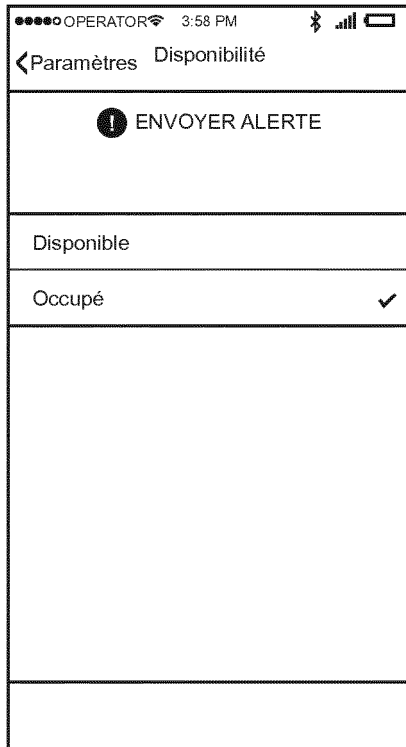 OPERATOR 3:58 PM
Paramètres Disponibilité
! ENVOYER ALERTE
Disponible
Occupé